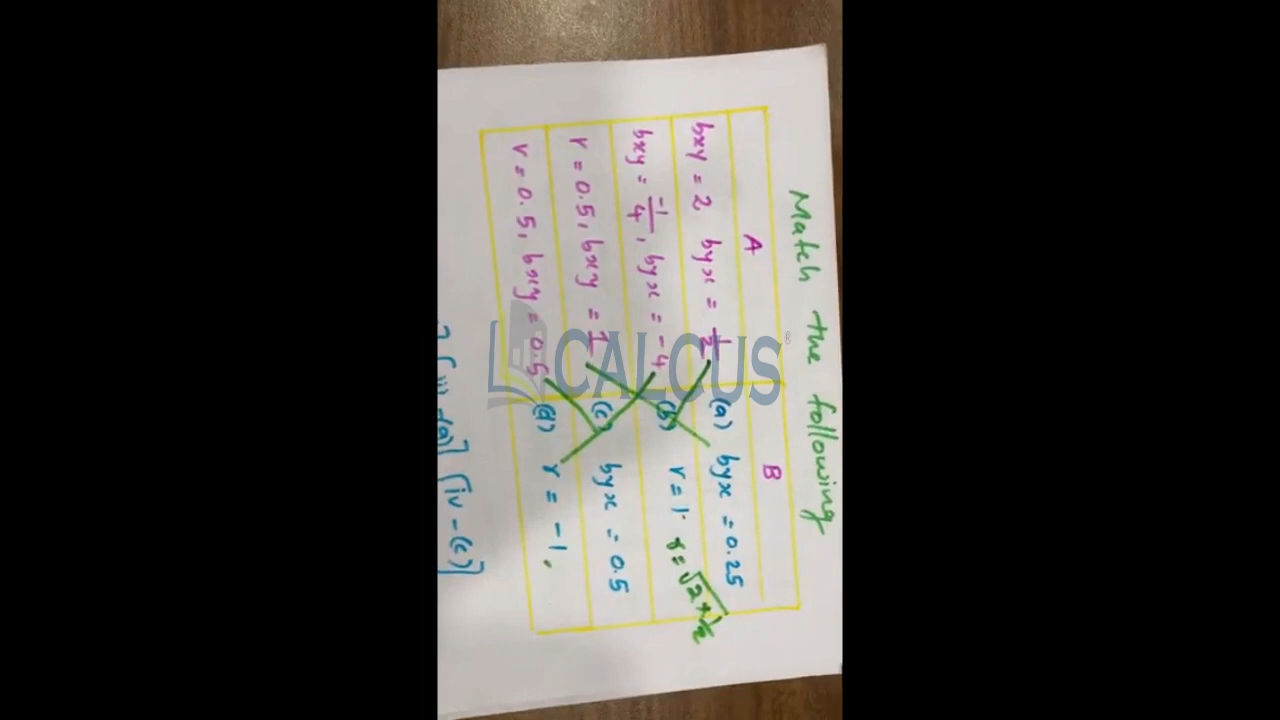 Match the following
A B
bxy = 2 byx = 1/2 (a) byx = 0.25
bxy = -1/4, byx = -4 (b) r = 1. r = √2×1/2
r = 0.5, bxy = 1 (c) byx = 0.5
r = 0.5, bxy = 0.5 (d) r = -1,
(a)] [iv - (c)]
CALCUS